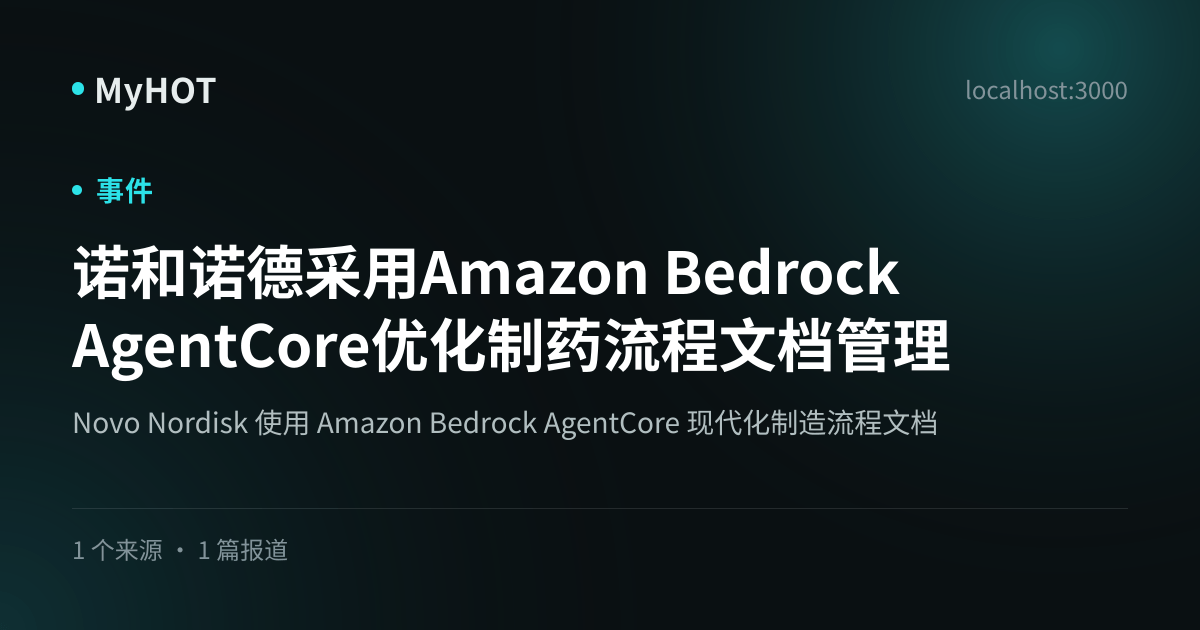 MyHOT
localhost:3000
事件
诺和诺德采用Amazon Bedrock
AgentCore优化制药流程文档管理
Novo Nordisk 使用 Amazon Bedrock AgentCore 现代化制造流程文档
1 个来源 · 1 篇报道